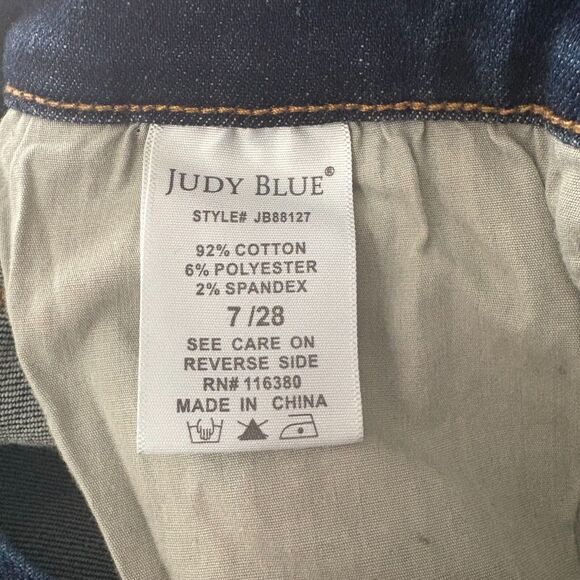 JUDY BLUE®
STYLE# JB88127
92% COTTON
6% POLYESTER
2% SPANDEX
7 /28
SEE CARE ON
REVERSE SIDE
RN# 116380
MADE IN CHINA